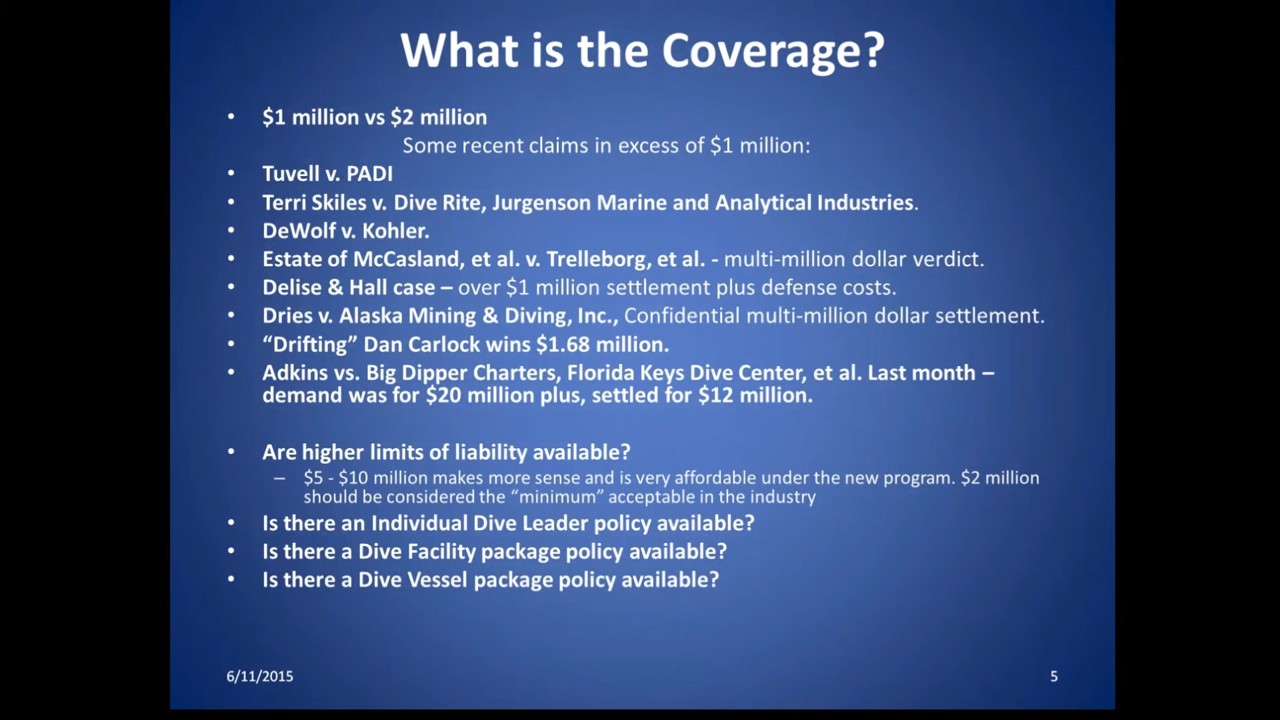 What is the Coverage?
• $1 million vs $2 million
Some recent claims in excess of $1 million:
• Tuvell v. PADI
• Terri Skiles v. Dive Rite, Jurgenson Marine and Analytical Industries.
• DeWolf v. Kohler.
• Estate of McCasland, et al. v. Trelleborg, et al. - multi-million dollar verdict.
• Delise & Hall case – over $1 million settlement plus defense costs.
• Dries v. Alaska Mining & Diving, Inc., Confidential multi-million dollar settlement.
• “Drifting” Dan Carlock wins $1.68 million.
• Adkins vs. Big Dipper Charters, Florida Keys Dive Center, et al. Last month –
demand was for $20 million plus, settled for $12 million.
• Are higher limits of liability available?
– $5 - $10 million makes more sense and is very affordable under the new program. $2 million
should be considered the “minimum” acceptable in the industry
• Is there an Individual Dive Leader policy available?
• Is there a Dive Facility package policy available?
• Is there a Dive Vessel package policy available?
6/11/2015
5